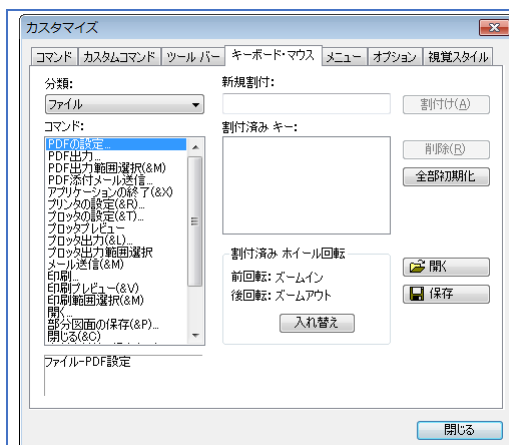 カスタマイズ
コマンド カスタムコマンド ツール バー キーボード・マウス メニュー オプション 視覚スタイル
分類:
ファイル
コマンド:
PDFの設定...
PDF出力...
PDF出力範囲選択(&M)
PDF添付メール送信...
アプリケーションの終了(&X)
プリンタの設定(&R)...
プロッタの設定(&T)...
プロッタプレビュー
プロッタ出力(&L)...
プロッタ出力範囲選択
メール送信(&M)
印刷...
印刷プレビュー(&V)
印刷範囲選択(&M)
開く...
部分図面の保存(&P)...
閉じる(&C)
ファイル-PDF設定
新規割付:
割付け(A)
割付済み キー:
削除(R)
全部初期化
割付済み ホイール回転
前回転: ズームイン
後回転: ズームアウト
入れ替え
開く
保存
閉じる